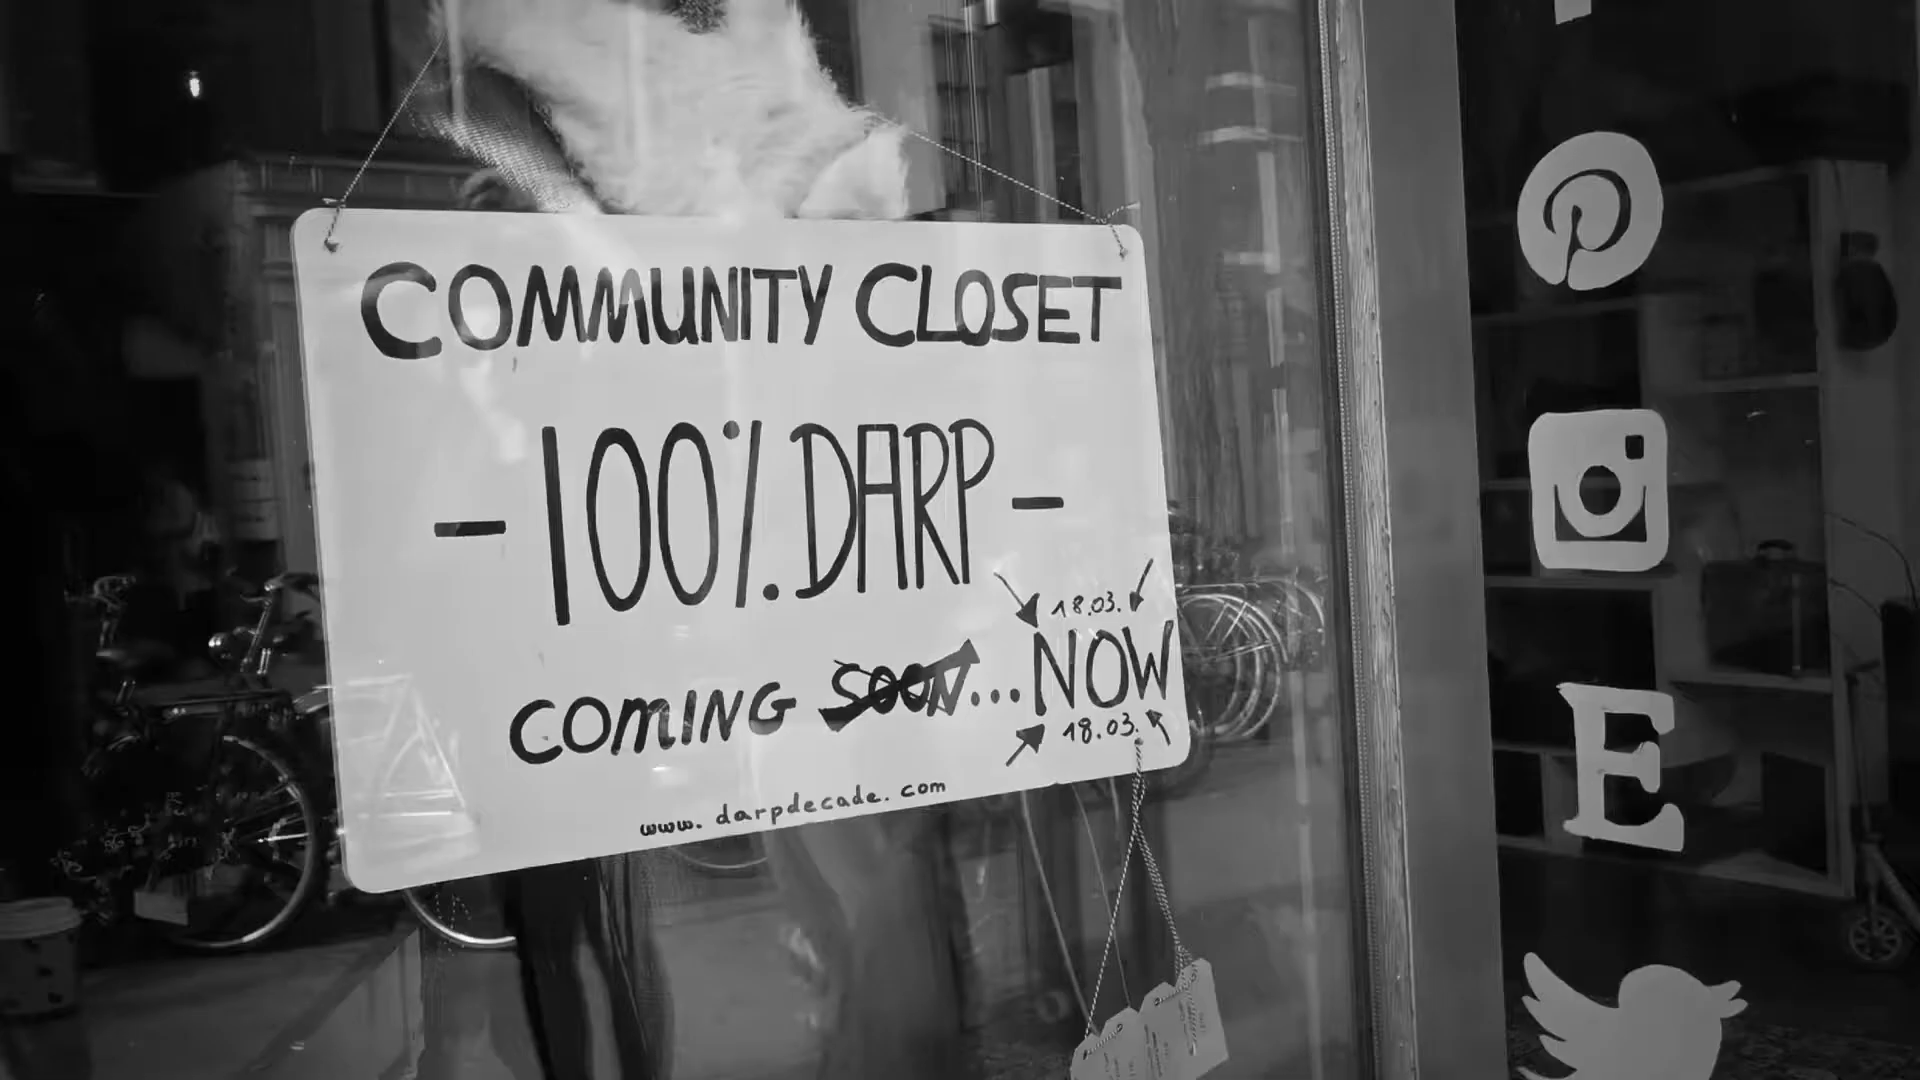 COMMUNITY CLOSET
-100%.DARP-
18.03.
COMING SOON...NOW
18.03.
www.darpdecade.com
E